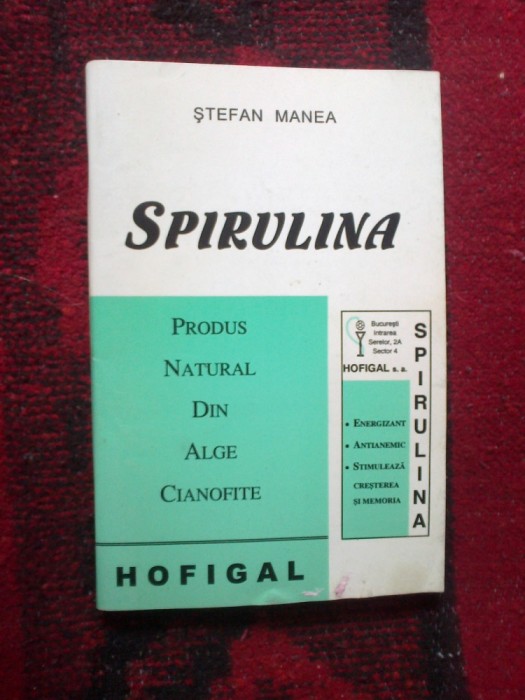 ŞTEFAN MANEA
SPIRULINA
PRODUS
NATURAL
DIN
ALGE
CIANOFITE
HOFIGAL
Bucureşti
Intrarea
Serelor, 2A
Sector 4
HOFIGAL s. a.
• ENERGIZANT
• ANTIANEMIC
• STIMULEAZĂ
CREŞTEREA
ŞI MEMORIA
SPIRULINA